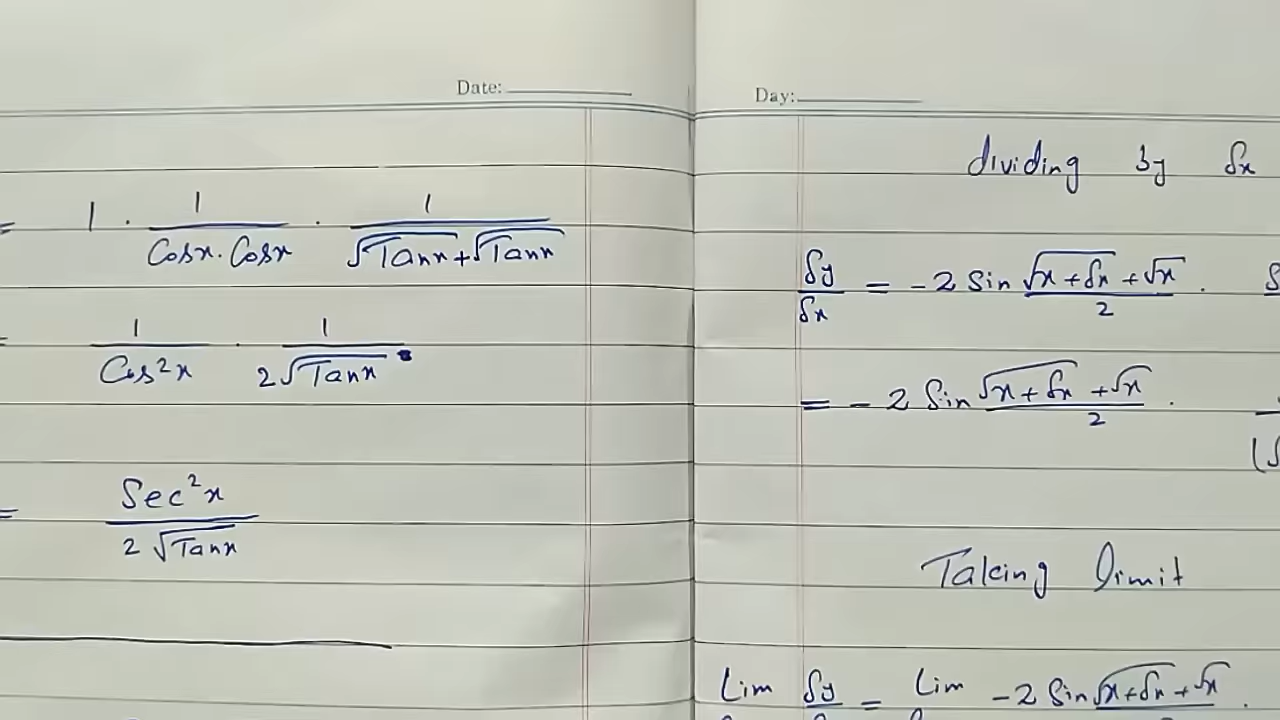 Date:
= 1 · 1/(Cosx·Cosx) · 1/(√Tanx+√Tanx)
= 1/Cos²x · 1/(2√Tanx)
= Sec²x/(2√Tanx)
Day:
dividing by δx
δy/δx = -2 Sin (√x+δx + √x)/2 .
= - 2 Sin (√x+δx + √x)/2 .
Taking limit
Lim δy = Lim -2 Sin √x+δx + √x .